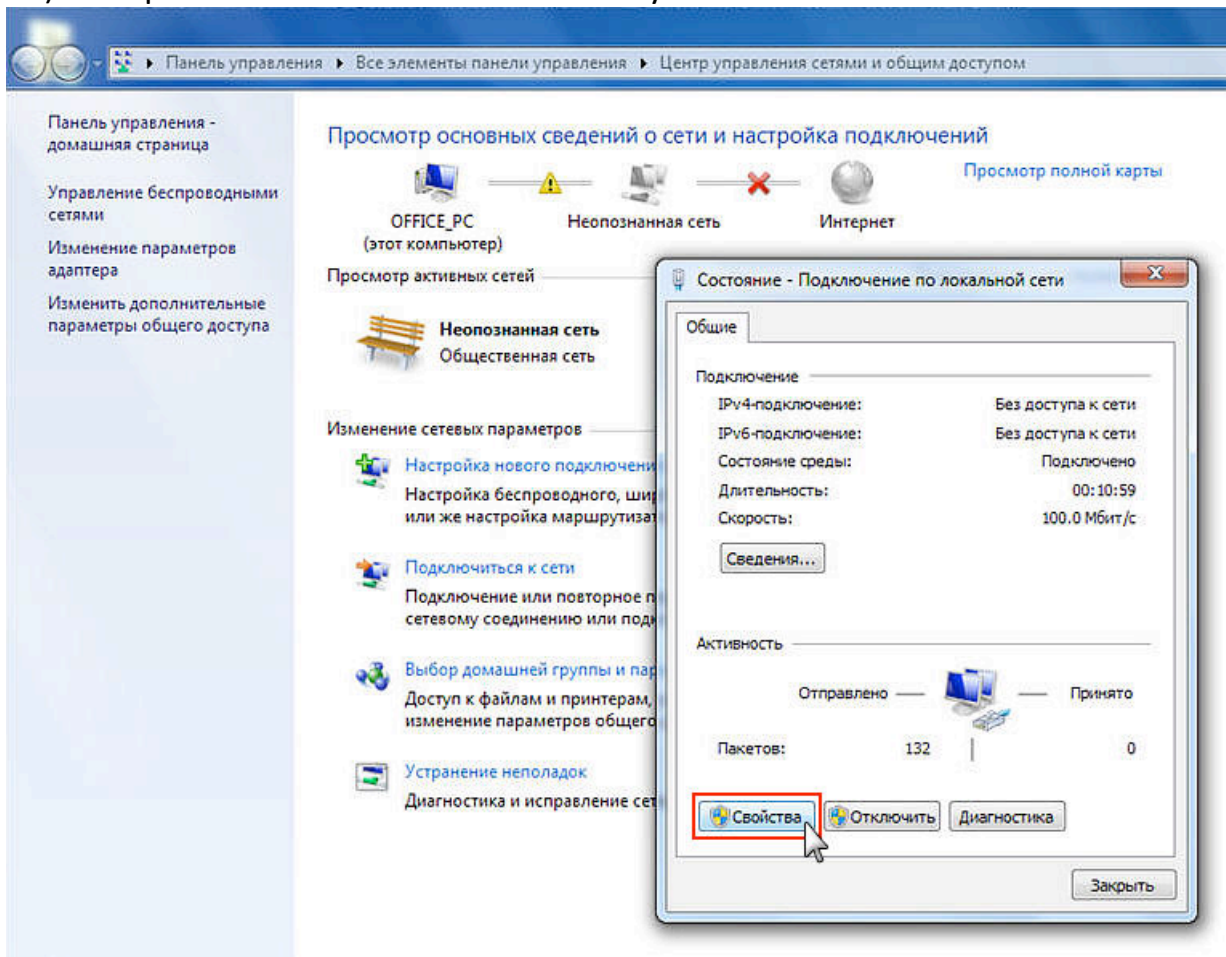 Панель управления ▸ Все элементы панели управления ▸ Центр управления сетями и общим доступом
Панель управления -
домашняя страница
Управление беспроводными
сетями
Изменение параметров
адаптера
Изменить дополнительные
параметры общего доступа
Просмотр основных сведений о сети и настройка подключений
Просмотр полной карты
OFFICE_PC
(этот компьютер)
Неопознанная сеть
Интернет
Просмотр активных сетей
Неопознанная сеть
Общественная сеть
Изменение сетевых параметров
Настройка нового подключени
Настройка беспроводного, шир
или же настройка маршрутизат
Подключиться к сети
Подключение или повторное п
сетевому соединению или подк
Выбор домашней группы и пар
Доступ к файлам и принтерам,
изменение параметров общего
Устранение неполадок
Диагностика и исправление сет
Состояние - Подключение по локальной сети
Общие
Подключение
IPv4-подключение: Без доступа к сети
IPv6-подключение: Без доступа к сети
Состояние среды: Подключено
Длительность: 00:10:59
Скорость: 100.0 Мбит/с
Сведения...
Активность
Отправлено — Принято
Пакетов: 132 | 0
Свойства Отключить Диагностика
Закрыть